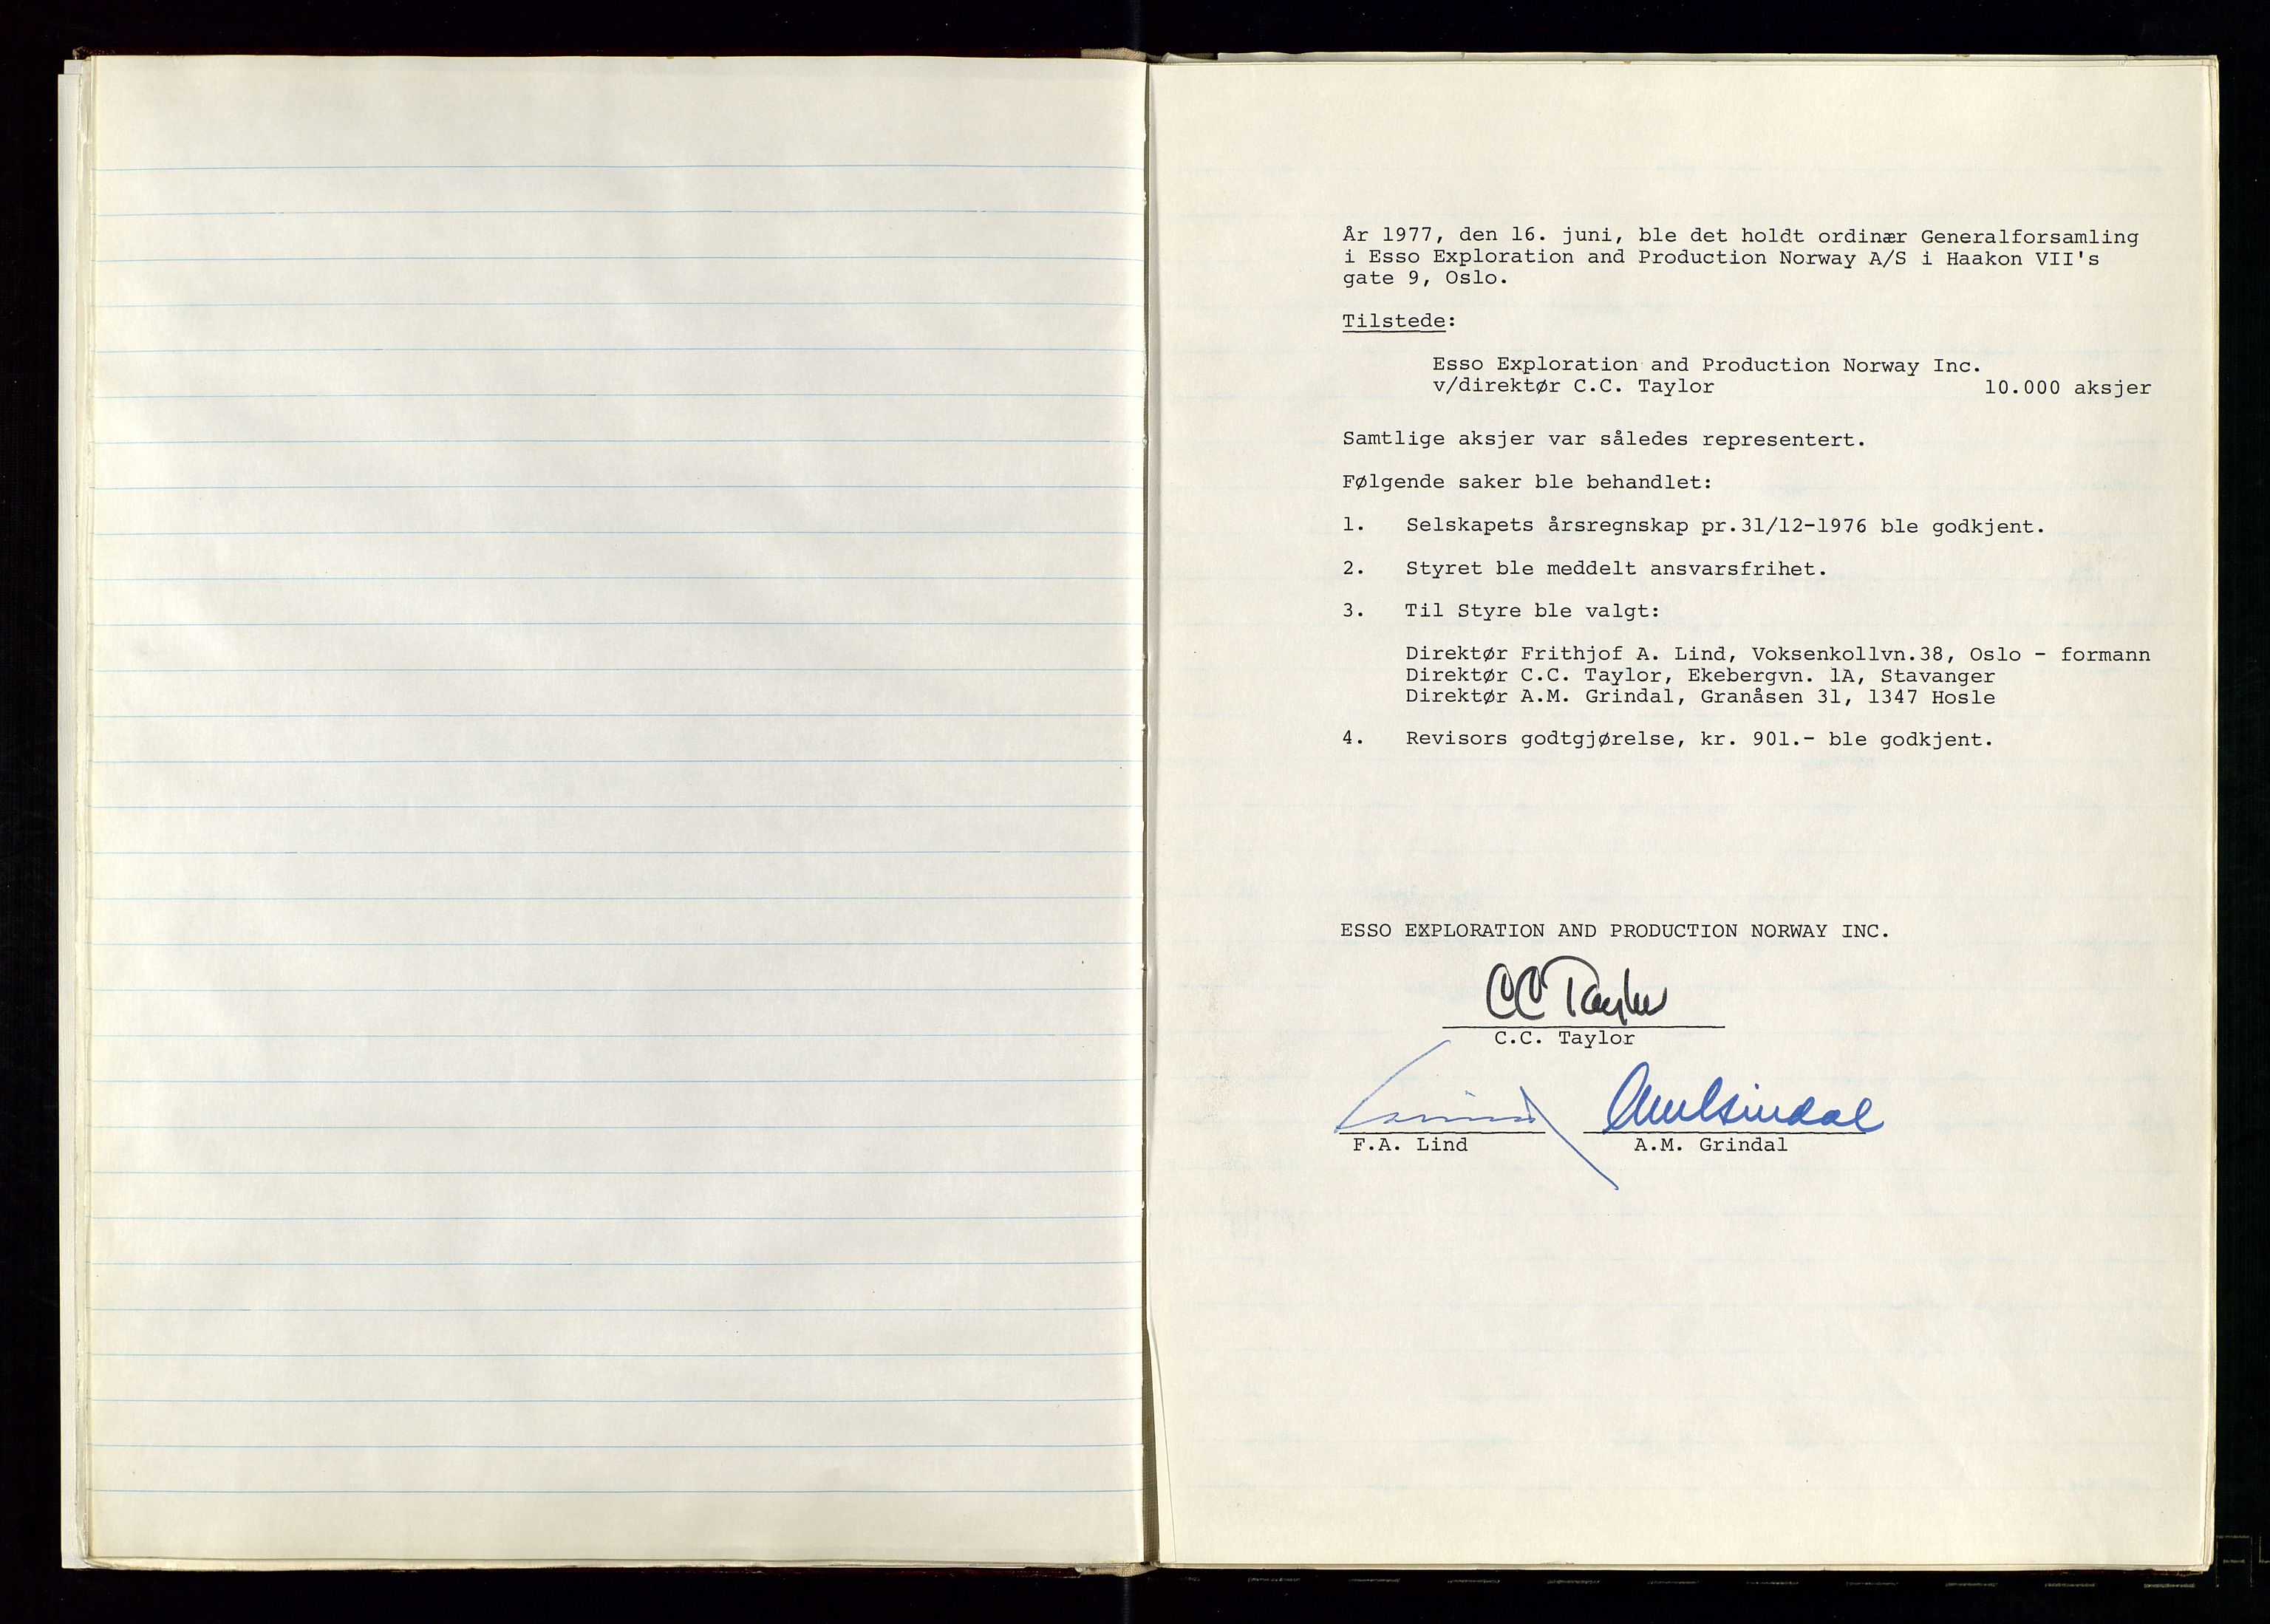 År 1977, den 16. juni, ble det holdt ordinær Generalforsamling
i Esso Exploration and Production Norway A/S i Haakon VII's
gate 9, Oslo.
Tilstede:
Esso Exploration and Production Norway Inc.
v/direktør C.C. Taylor 10.000 aksjer
Samtlige aksjer var således representert.
Følgende saker ble behandlet:
1. Selskapets årsregnskap pr.31/12-1976 ble godkjent.
2. Styret ble meddelt ansvarsfrihet.
3. Til Styre ble valgt:
Direktør Frithjof A. Lind, Voksenkollvn.38, Oslo - formann
Direktør C.C. Taylor, Ekebergvn. 1A, Stavanger
Direktør A.M. Grindal, Granåsen 31, 1347 Hosle
4. Revisors godtgjørelse, kr. 901.- ble godkjent.
ESSO EXPLORATION AND PRODUCTION NORWAY INC.
CC Taylor
C.C. Taylor
Lind AM Grindal
F.A. Lind A.M. Grindal